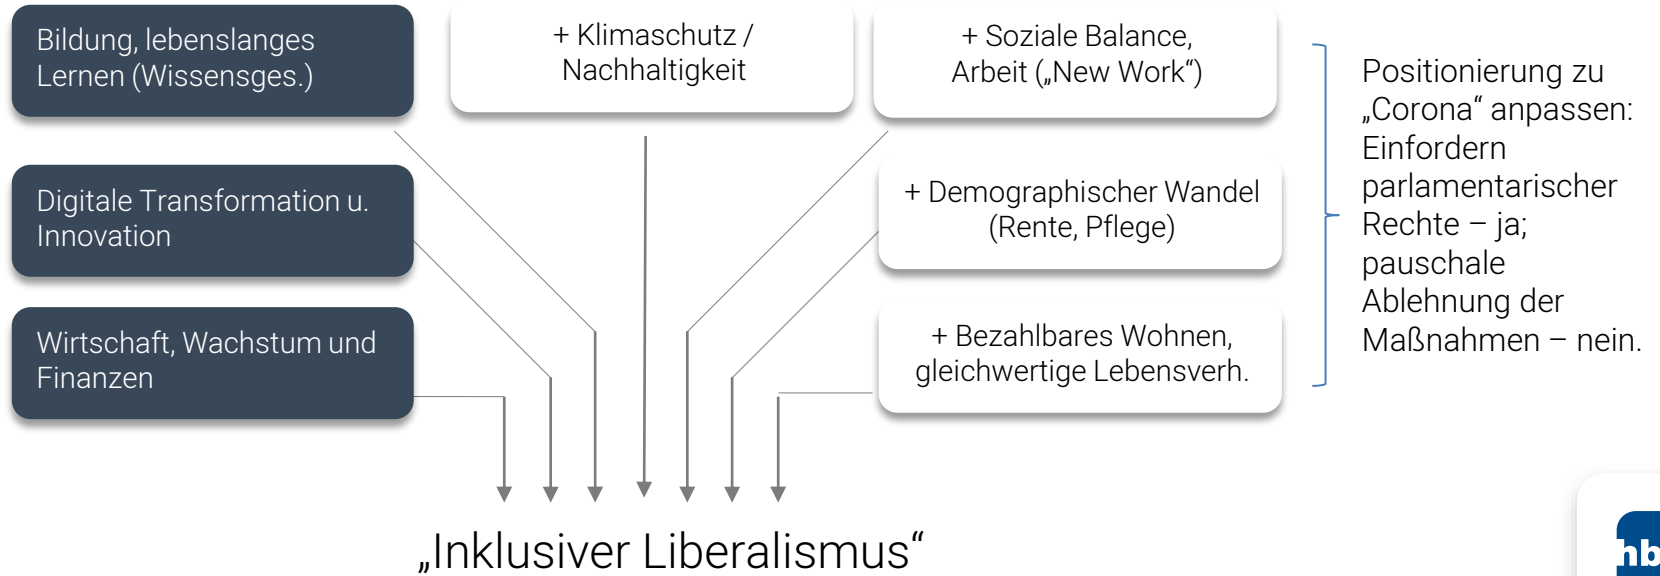 Bildung, lebenslanges
Lernen (Wissensges.)
+ Klimaschutz /
Nachhaltigkeit
+ Soziale Balance,
Arbeit („New Work“)
Digitale Transformation u.
Innovation
+ Demographischer Wandel
(Rente, Pflege)
Wirtschaft, Wachstum und
Finanzen
+ Bezahlbares Wohnen,
gleichwertige Lebensverh.
Positionierung zu
„Corona“ anpassen:
Einfordern
parlamentarischer
Rechte – ja;
pauschale
Ablehnung der
Maßnahmen – nein.
„Inklusiver Liberalismus“